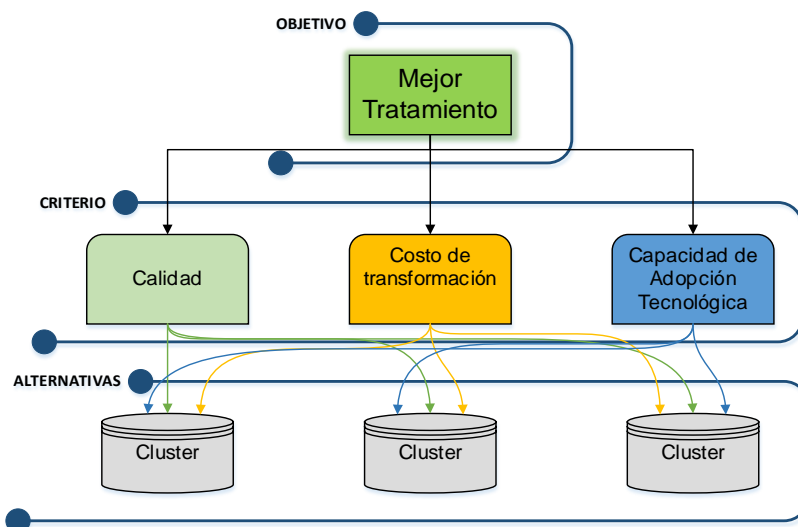 OBJETIVO
Mejor
Tratamiento
CRITERIO
Calidad
Costo de
transformación
Capacidad de
Adopción
Tecnológica
ALTERNATIVAS
Cluster
Cluster
Cluster